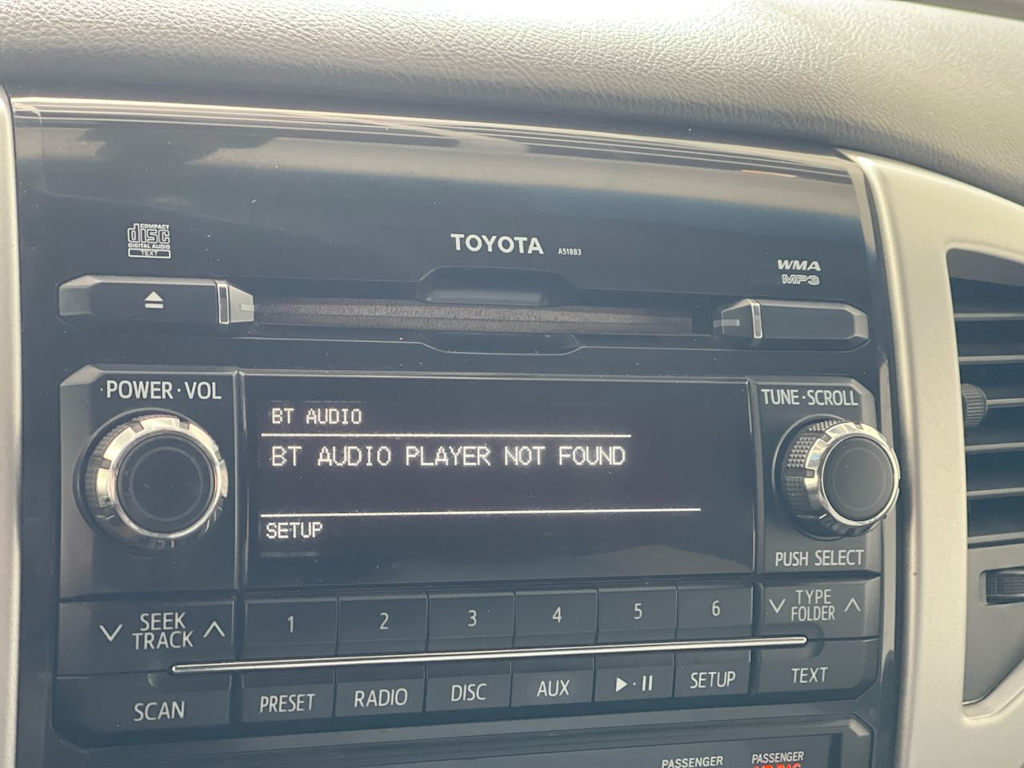 COMPACT
disc
DIGITAL AUDIO
TEXT
TOYOTA A51883
WMA
MP3
POWER·VOL
TUNE·SCROLL
BT AUDIO
BT AUDIO PLAYER NOT FOUND
SETUP
PUSH SELECT
SEEK
TRACK
1 2 3 4 5 6
TYPE
FOLDER
SCAN PRESET RADIO DISC AUX SETUP TEXT
PASSENGER PASSENGER